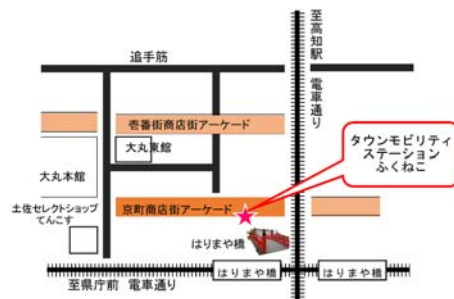 至高知駅
電車通り
追手筋
壱番街商店街アーケード
大丸東館
タウンモビリティ
ステーション
ふくねこ
大丸本館
京町商店街アーケード
土佐セレクトショップ
てんこす
はりまや橋
はりまや橋
はりまや橋
至県庁前 電車通り